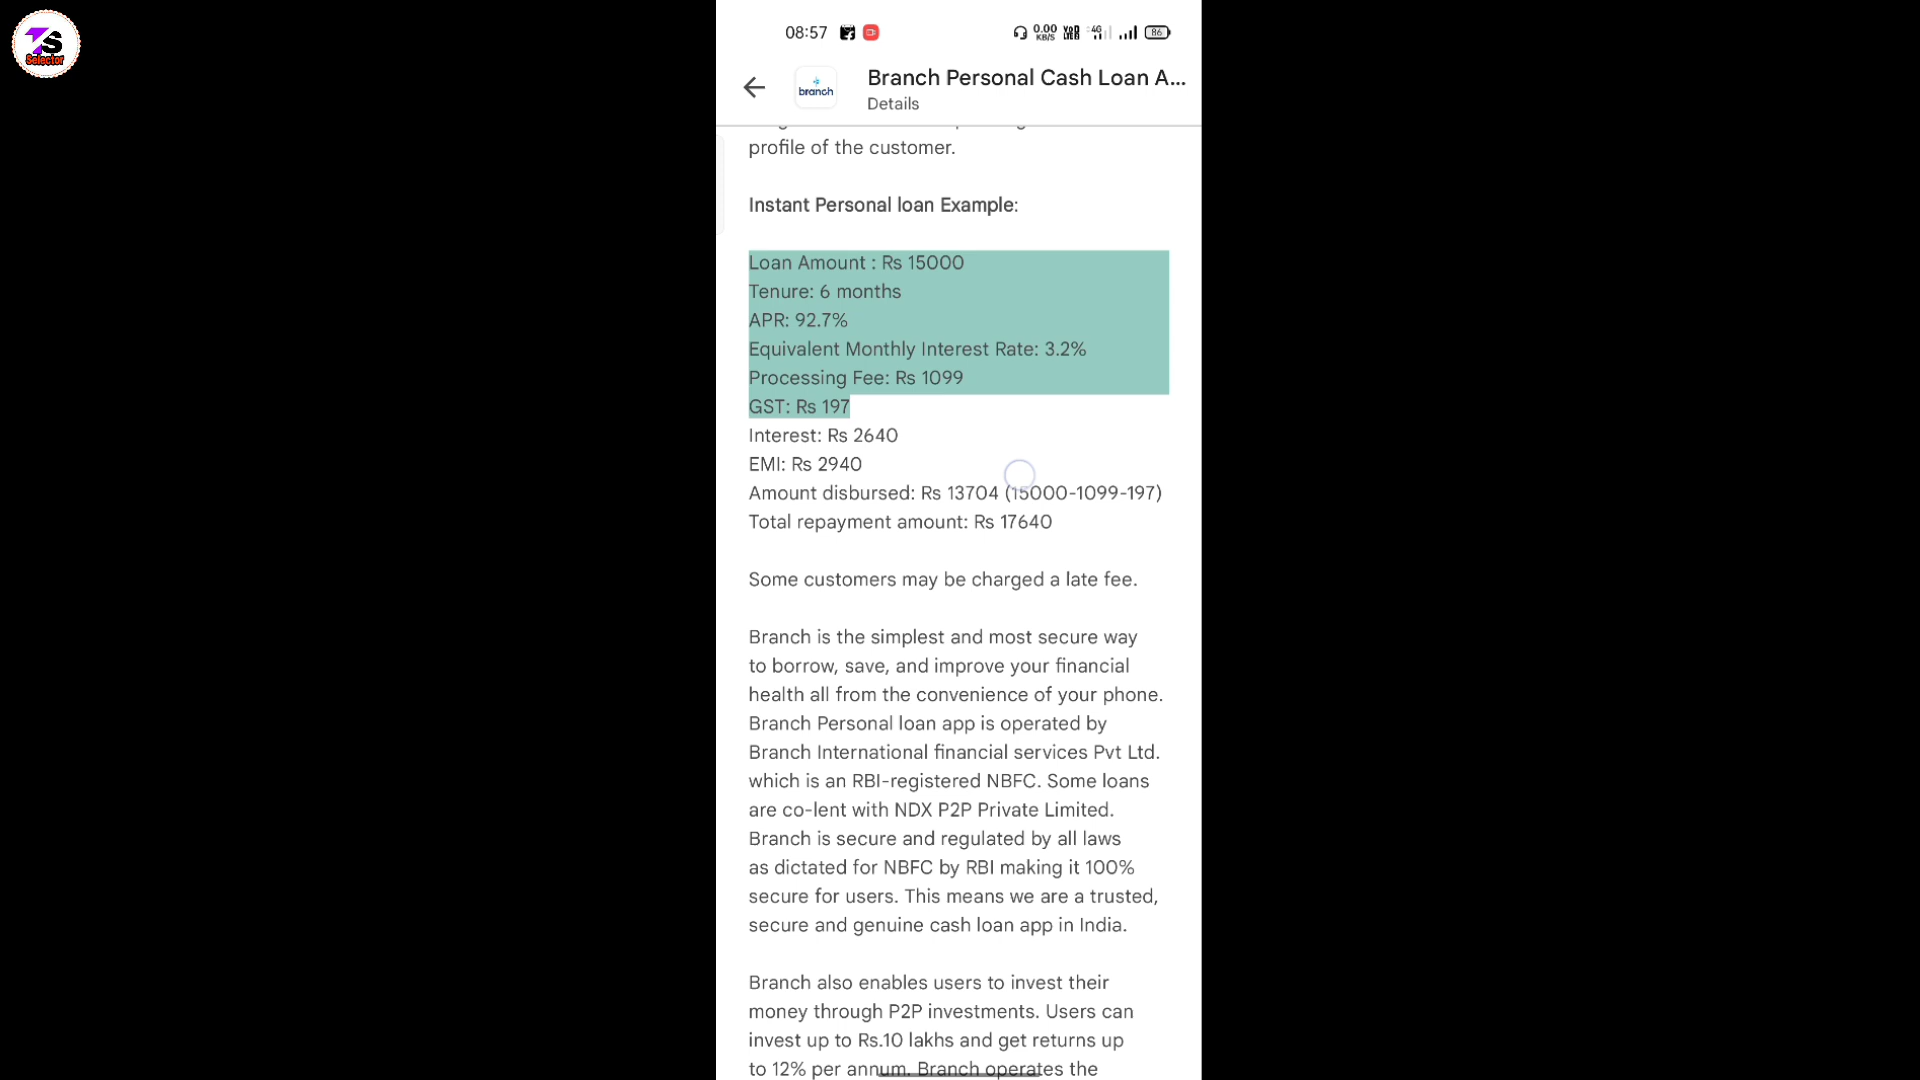 TS
Selector
08:57
0.00
KB/S
4G
86
branch
Branch Personal Cash Loan A...
Details
profile of the customer.
Instant Personal loan Example:
Loan Amount : Rs 15000
Tenure: 6 months
APR: 92.7%
Equivalent Monthly Interest Rate: 3.2%
Processing Fee: Rs 1099
GST: Rs 197
Interest: Rs 2640
EMI: Rs 2940
Amount disbursed: Rs 13704 (15000-1099-197)
Total repayment amount: Rs 17640
Some customers may be charged a late fee.
Branch is the simplest and most secure way
to borrow, save, and improve your financial
health all from the convenience of your phone.
Branch Personal loan app is operated by
Branch International financial services Pvt Ltd.
which is an RBI-registered NBFC. Some loans
are co-lent with NDX P2P Private Limited.
Branch is secure and regulated by all laws
as dictated for NBFC by RBI making it 100%
secure for users. This means we are a trusted,
secure and genuine cash loan app in India.
Branch also enables users to invest their
money through P2P investments. Users can
invest up to Rs.10 lakhs and get returns up
to 12% per annum. Branch operates the